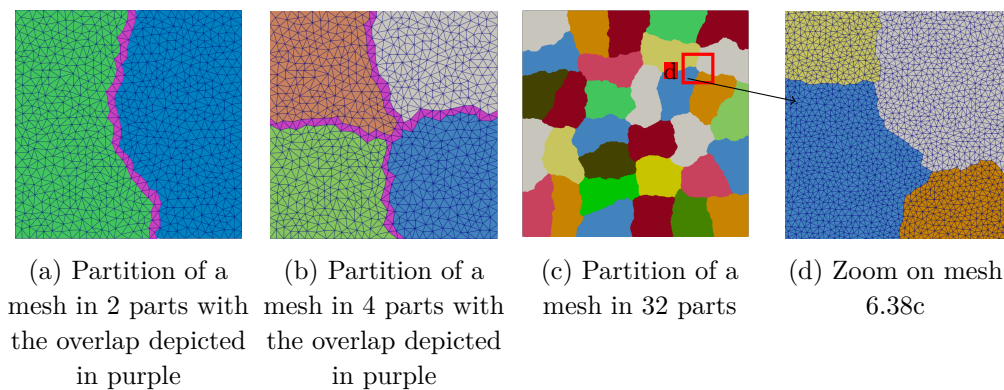 d
(a) Partition of a
mesh in 2 parts with
the overlap depicted
in purple
(b) Partition of a
mesh in 4 parts with
the overlap depicted
in purple
(c) Partition of a
mesh in 32 parts
(d) Zoom on mesh
6.38c